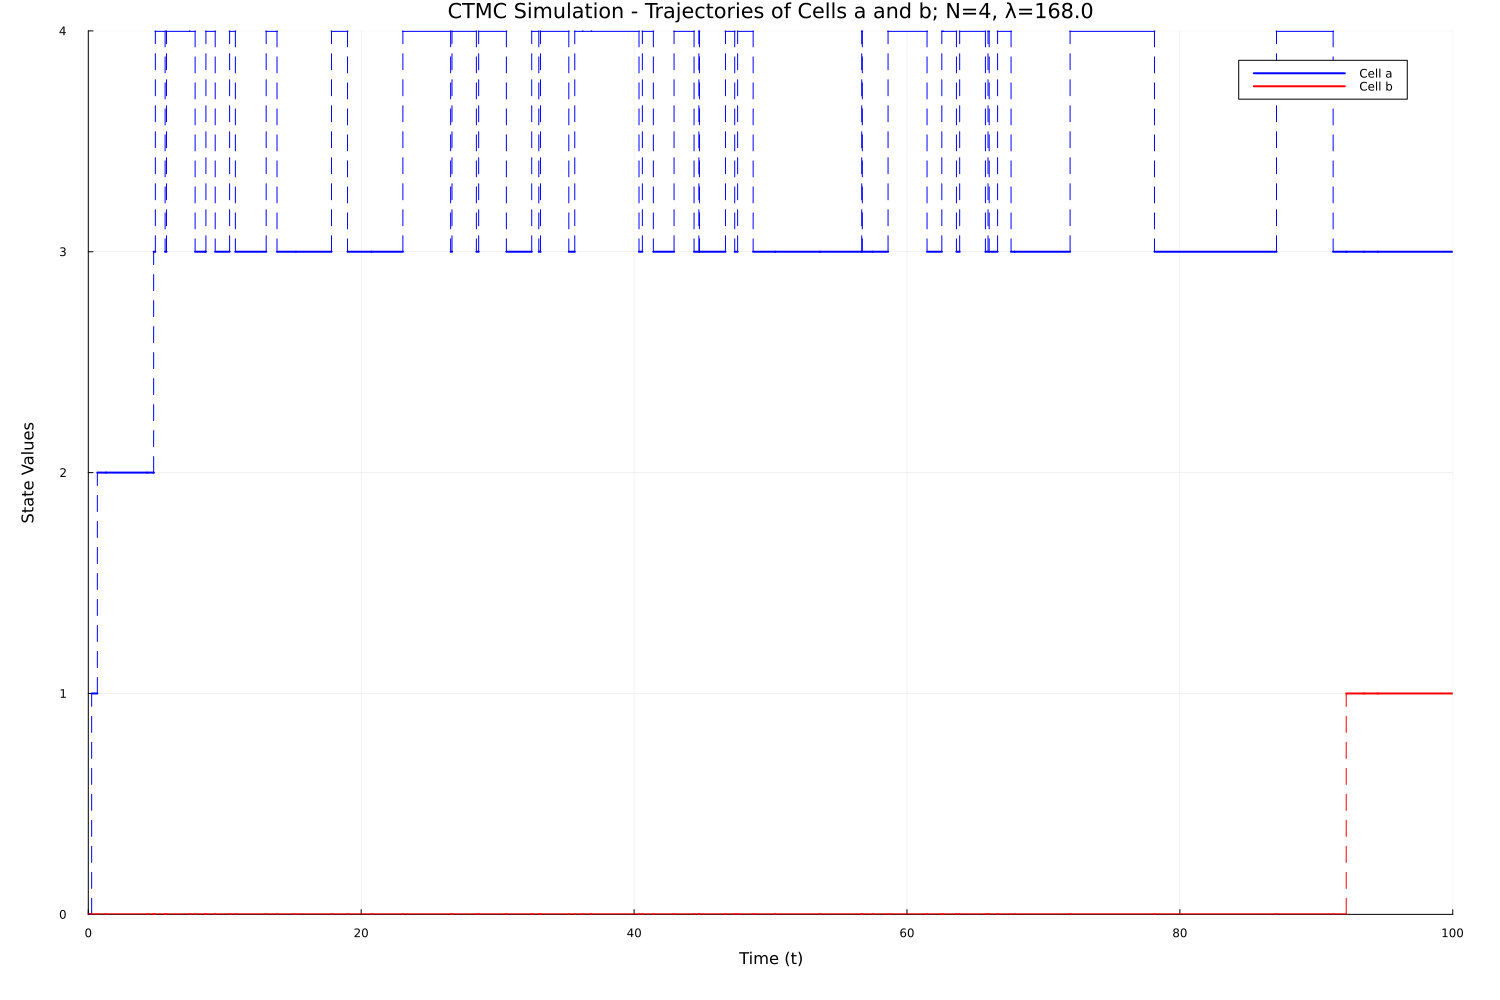 CTMC Simulation - Trajectories of Cells a and b; N=4, λ=168.0
4
Cell a
Cell b
3
State Values
2
1
0
0 20 40 60 80 100
Time (t)